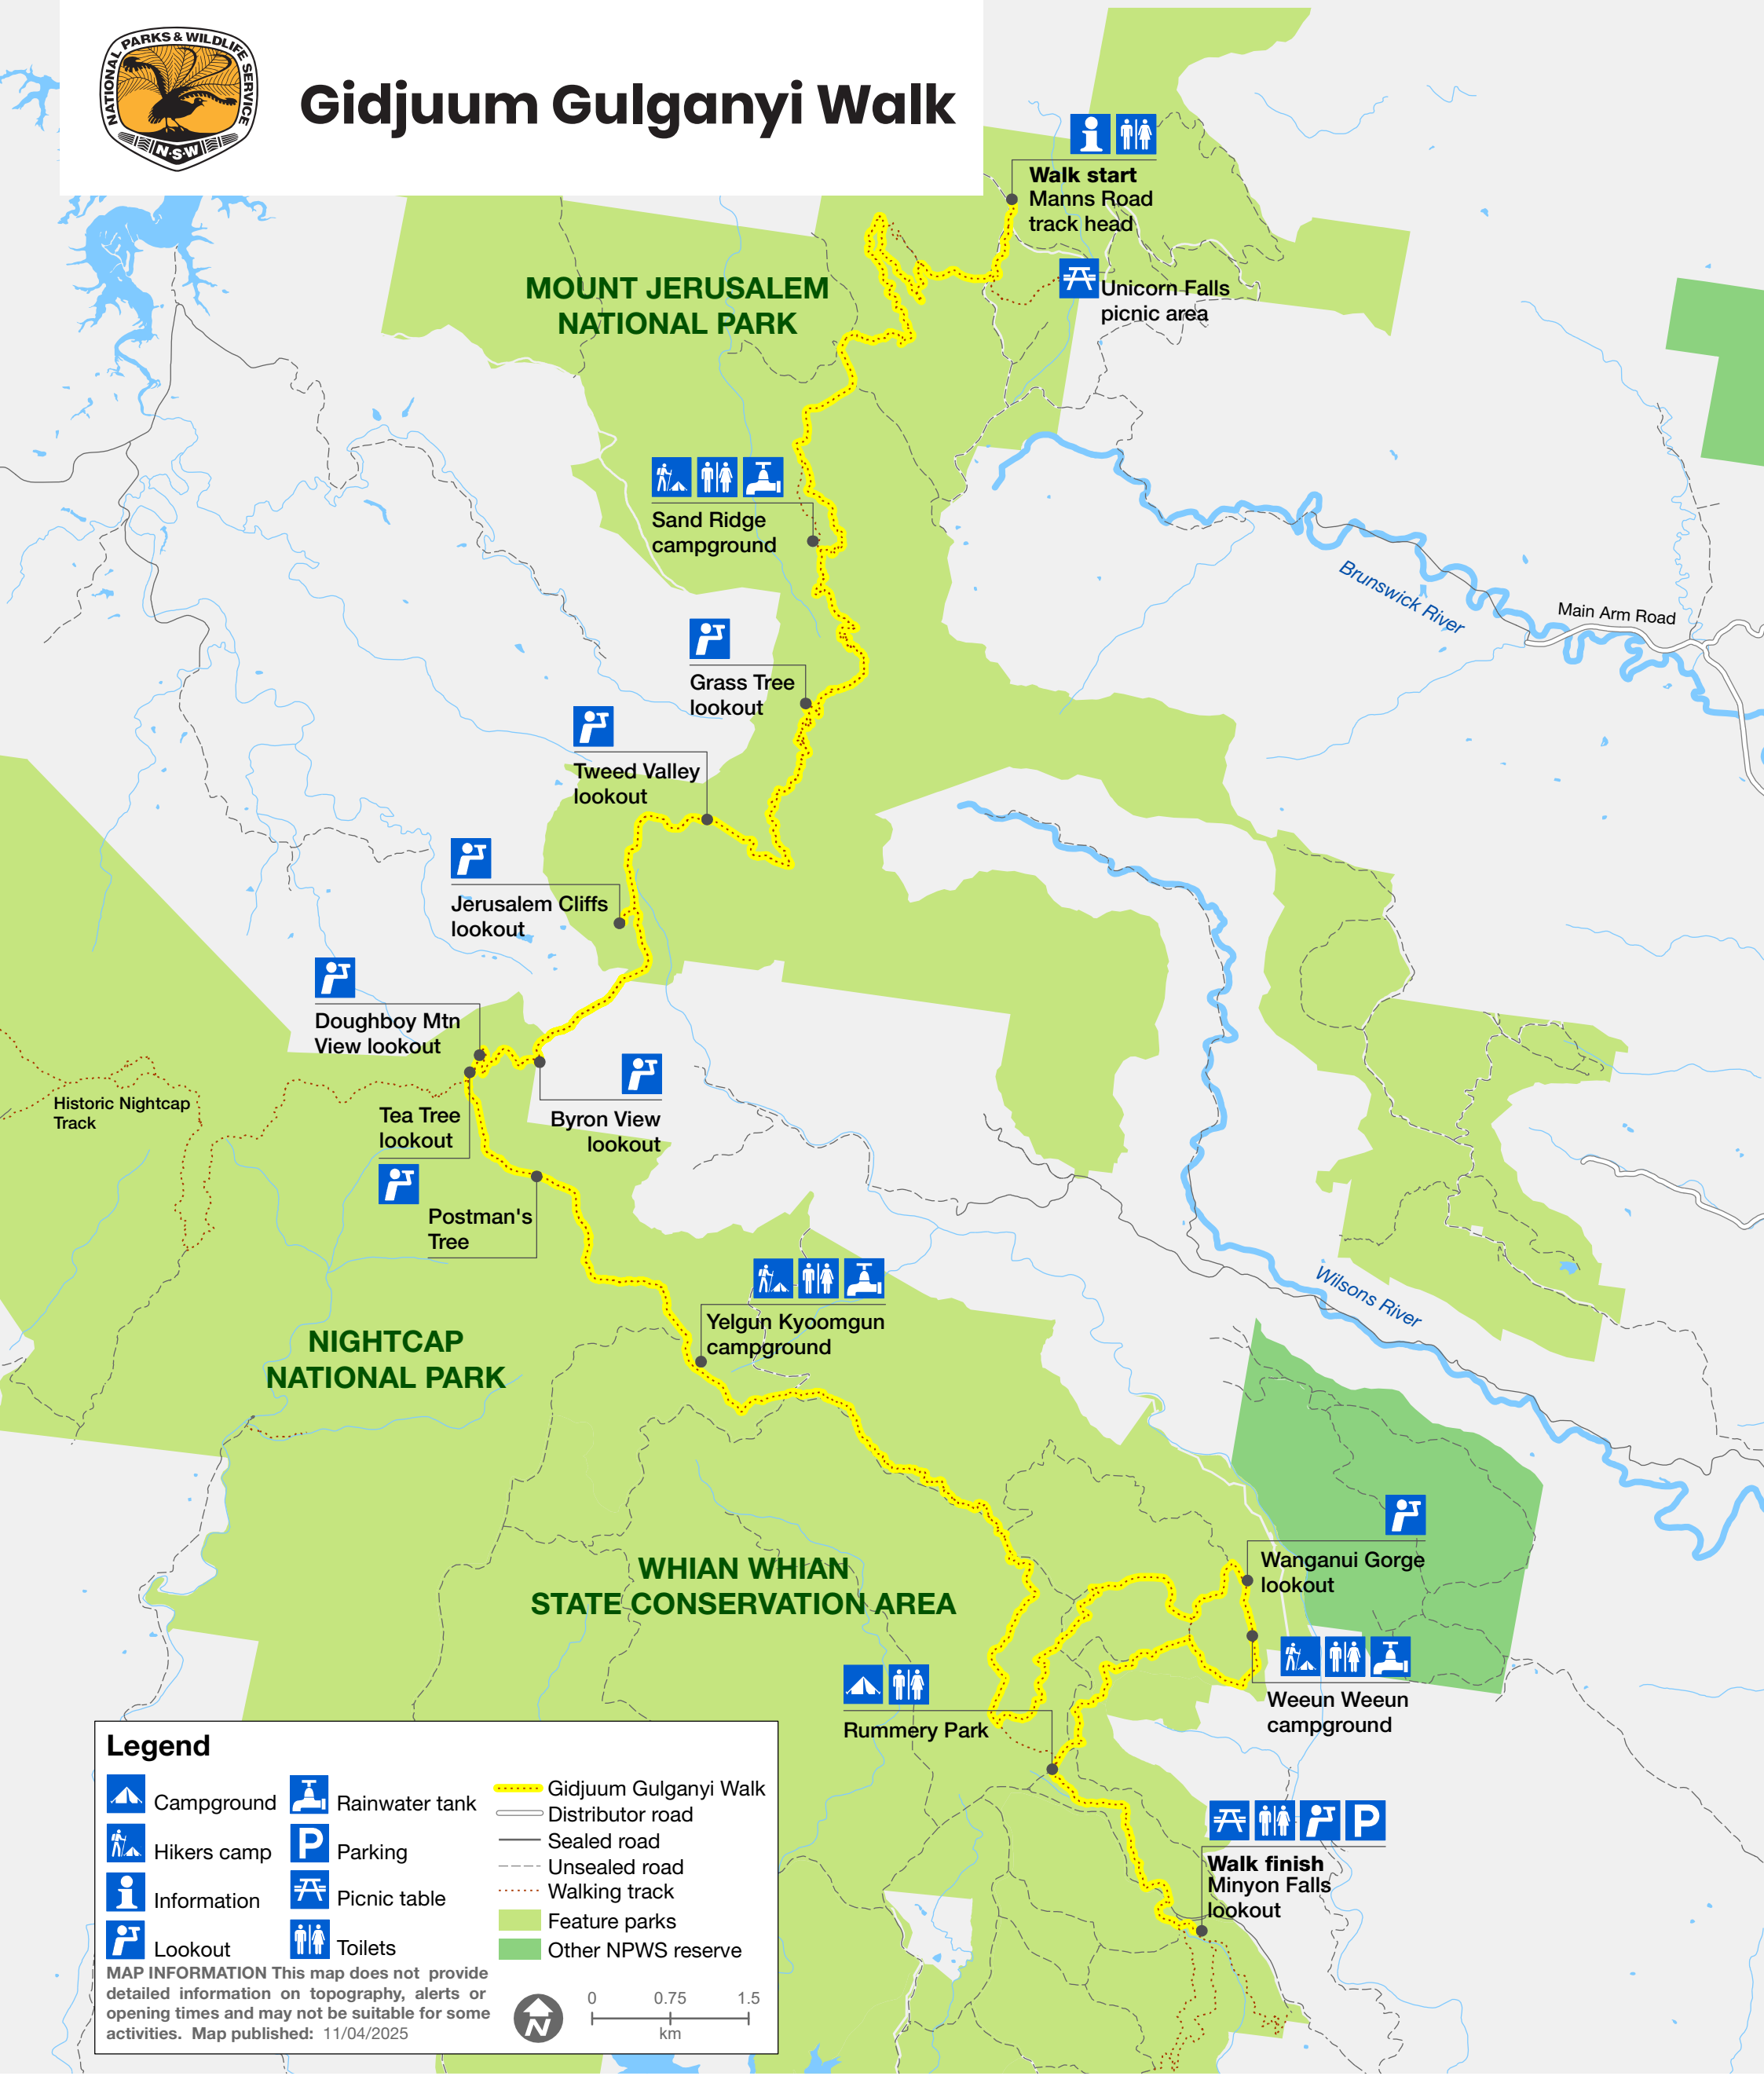 NATIONAL PARKS & WILDLIFE SERVICE
N·S·W
Gidjuum Gulganyi Walk
Walk start
Manns Road
track head
Unicorn Falls
picnic area
MOUNT JERUSALEM
NATIONAL PARK
Sand Ridge
campground
Brunswick River
Main Arm Road
Grass Tree
lookout
Tweed Valley
lookout
Jerusalem Cliffs
lookout
Doughboy Mtn
View lookout
Historic Nightcap
Track
Tea Tree
lookout
Byron View
lookout
Postman's
Tree
Yelgun Kyoomgun
campground
Wilsons River
NIGHTCAP
NATIONAL PARK
WHIAN WHIAN
STATE CONSERVATION AREA
Wanganui Gorge
lookout
Weeun Weeun
campground
Rummery Park
Walk finish
Minyon Falls
lookout
Legend
Campground
Hikers camp
Information
Lookout
Rainwater tank
P
Parking
Picnic table
Toilets
Gidjuum Gulganyi Walk
Distributor road
Sealed road
Unsealed road
Walking track
Feature parks
Other NPWS reserve
MAP INFORMATION This map does not provide
detailed information on topography, alerts or
opening times and may not be suitable for some
activities. Map published: 11/04/2025
N
0 0.75 1.5
km
P